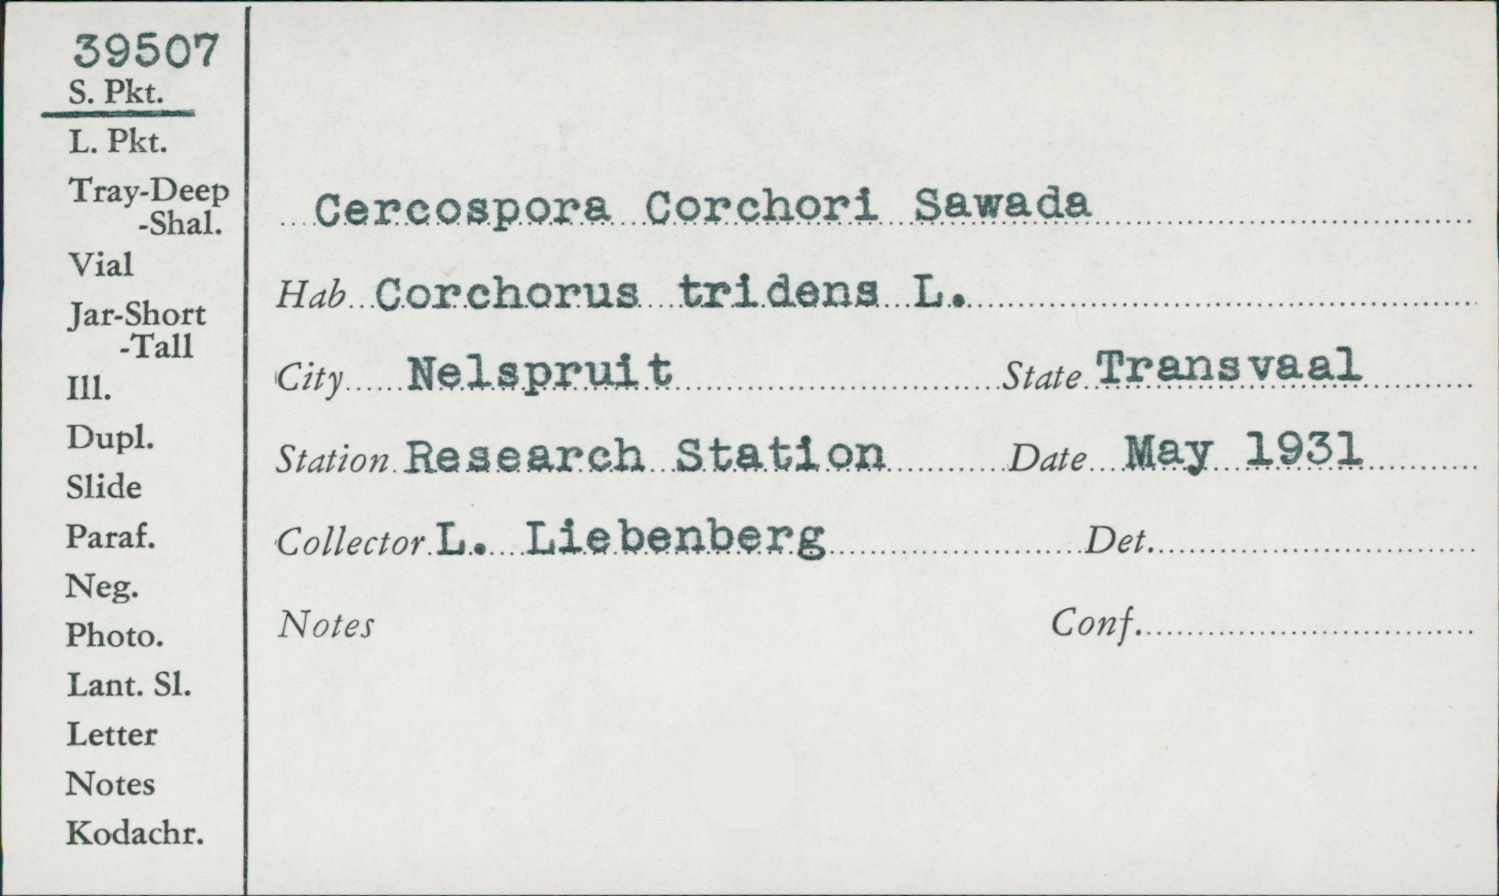 39507
S. Pkt.
L. Pkt.
Tray-Deep
-Shal.
Vial
Jar-Short
-Tall
Ill.
Dupl.
Slide
Paraf.
Neg.
Photo.
Lant. Sl.
Letter
Notes
Kodachr.
Cercospora Corchori Sawada
Hab Corchorus tridens L.
City Nelspruit State Transvaal
Station Research Station Date May 1931
Collector L. Liebenberg Det.
Notes Conf.